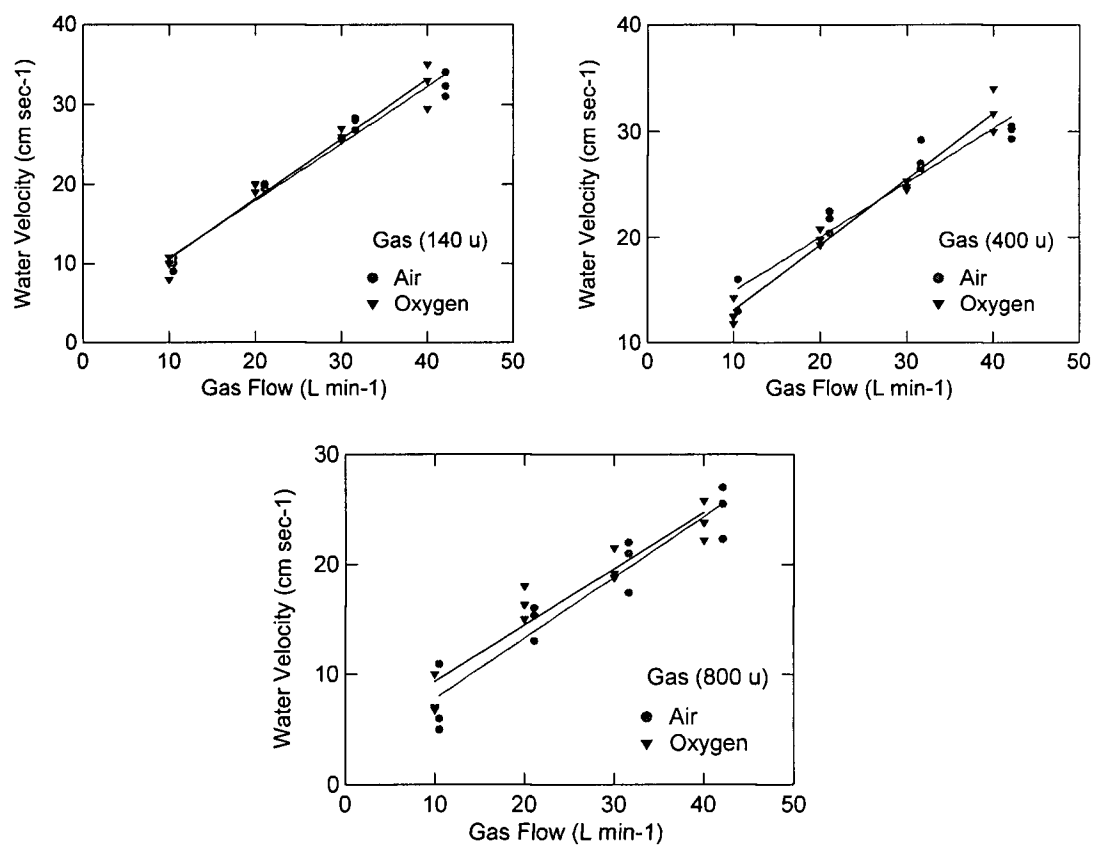 40
30
20
10
0
Water Velocity (cm sec-1)
Gas (140 u)
Air
Oxygen
0 10 20 30 40 50
Gas Flow (L min-1)
40
30
20
10
Water Velocity (cm sec-1)
Gas (400 u)
Air
Oxygen
0 10 20 30 40 50
Gas Flow (L min-1)
30
20
10
0
Water Velocity (cm sec-1)
Gas (800 u)
Air
Oxygen
0 10 20 30 40 50
Gas Flow (L min-1)